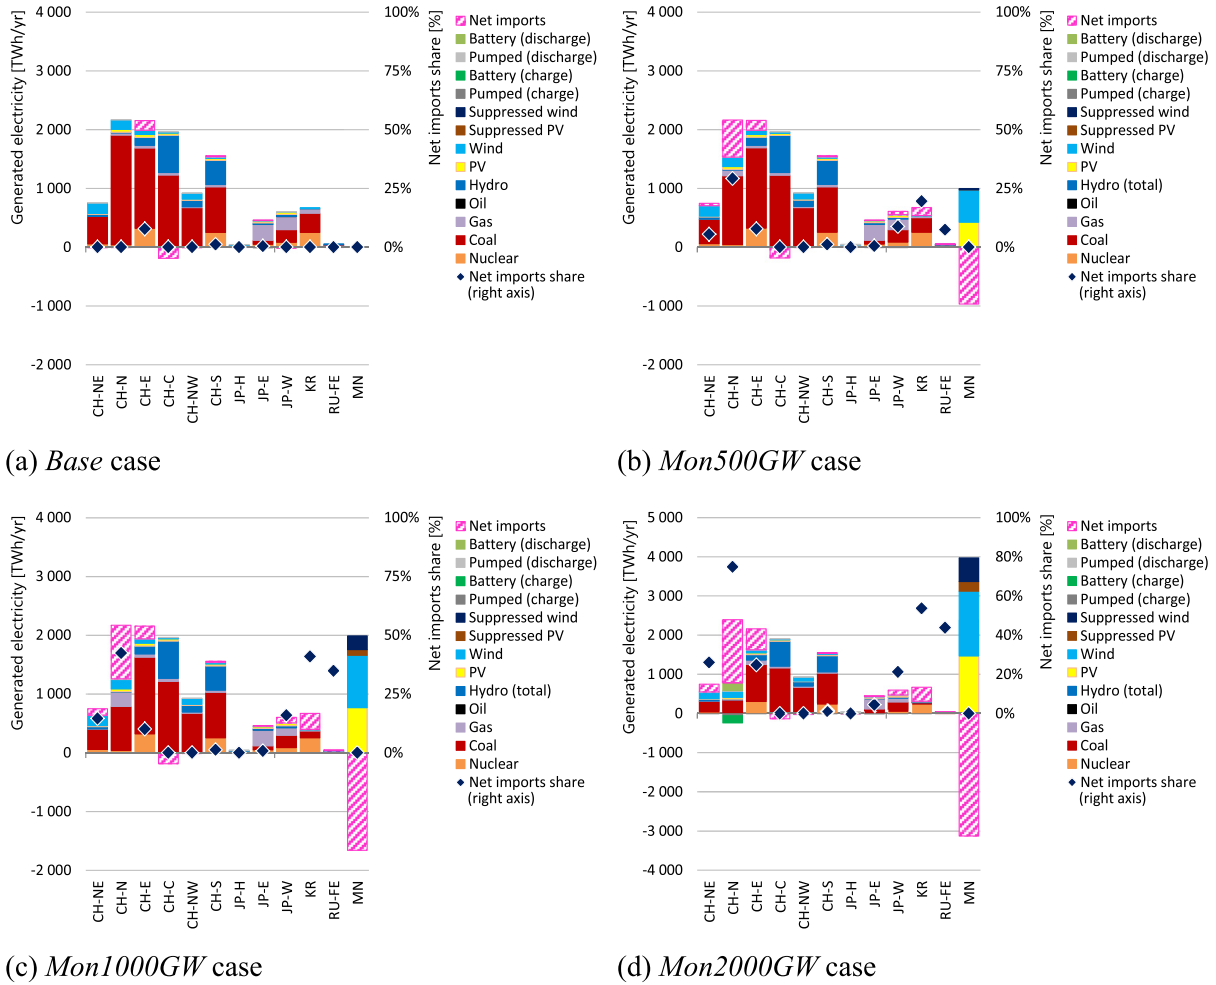 4 000
3 000
2 000
1 000
0
-1 000
-2 000
Generated electricity [TWh/yr]
100%
75%
50%
25%
0%
Net imports share [%]
Net imports
Battery (discharge)
Pumped (discharge)
Battery (charge)
Pumped (charge)
Suppressed wind
Suppressed PV
Wind
PV
Hydro
Oil
Gas
Coal
Nuclear
Net imports share
(right axis)
CH-NE
CH-N
CH-E
CH-C
CH-NW
CH-S
JP-H
JP-E
JP-W
KR
RU-FE
MN
(a) Base case
4 000
3 000
2 000
1 000
0
-1 000
-2 000
Generated electricity [TWh/yr]
100%
75%
50%
25%
0%
Net imports share [%]
Net imports
Battery (discharge)
Pumped (discharge)
Battery (charge)
Pumped (charge)
Suppressed wind
Suppressed PV
Wind
PV
Hydro (total)
Oil
Gas
Coal
Nuclear
Net imports share
(right axis)
CH-NE
CH-N
CH-E
CH-C
CH-NW
CH-S
JP-H
JP-E
JP-W
KR
RU-FE
MN
(b) Mon500GW case
4 000
3 000
2 000
1 000
0
-1 000
-2 000
Generated electricity [TWh/yr]
100%
75%
50%
25%
0%
Net imports share [%]
Net imports
Battery (discharge)
Pumped (discharge)
Battery (charge)
Pumped (charge)
Suppressed wind
Suppressed PV
Wind
PV
Hydro (total)
Oil
Gas
Coal
Nuclear
Net imports share
(right axis)
CH-NE
CH-N
CH-E
CH-C
CH-NW
CH-S
JP-H
JP-E
JP-W
KR
RU-FE
MN
(c) Mon1000GW case
5 000
4 000
3 000
2 000
1 000
0
-1 000
-2 000
-3 000
-4 000
Generated electricity [TWh/yr]
100%
80%
60%
40%
20%
0%
Net imports share [%]
Net imports
Battery (discharge)
Pumped (discharge)
Battery (charge)
Pumped (charge)
Suppressed wind
Suppressed PV
Wind
PV
Hydro (total)
Oil
Gas
Coal
Nuclear
Net imports share
(right axis)
CH-NE
CH-N
CH-E
CH-C
CH-NW
CH-S
JP-H
JP-E
JP-W
KR
RU-FE
MN
(d) Mon2000GW case